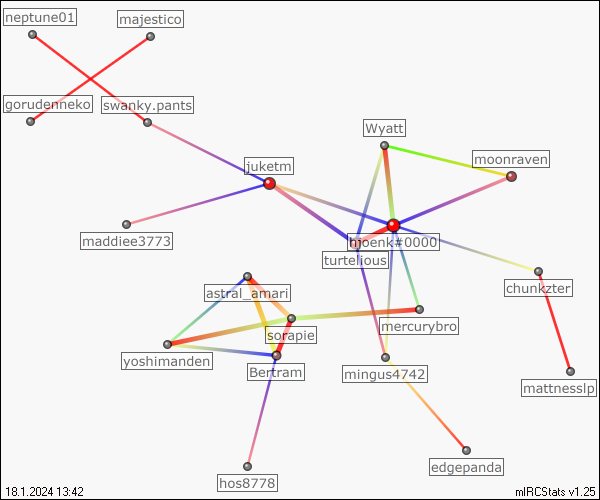 neptune01
majestico
gorudenneko
swanky.pants
Wyatt
moonraven
juketm
maddiee3773
hjoenk#0000
turtelious
chunkzter
astral_amari
sorapie
mercurybro
yoshimanden
Bertram
mingus4742
mattnesslp
edgepanda
hos8778
18.1.2024 13:42
mIRCStats v1.25